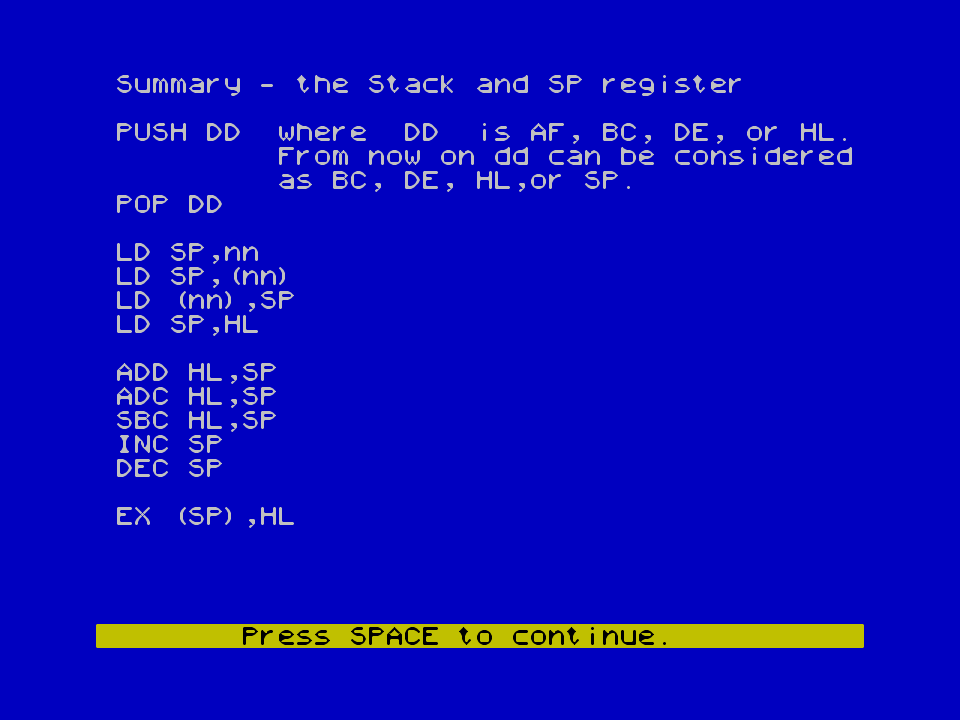 Summary - the Stack and SP register
PUSH DD  where  DD  is AF, BC, DE, or HL.
From now on dd can be considered
as BC, DE, HL,or SP.
POP DD
LD SP,nn
LD SP,(nn)
LD (nn),SP
LD SP,HL
ADD HL,SP
ADC HL,SP
SBC HL,SP
INC SP
DEC SP
EX (SP),HL
Press SPACE to continue.